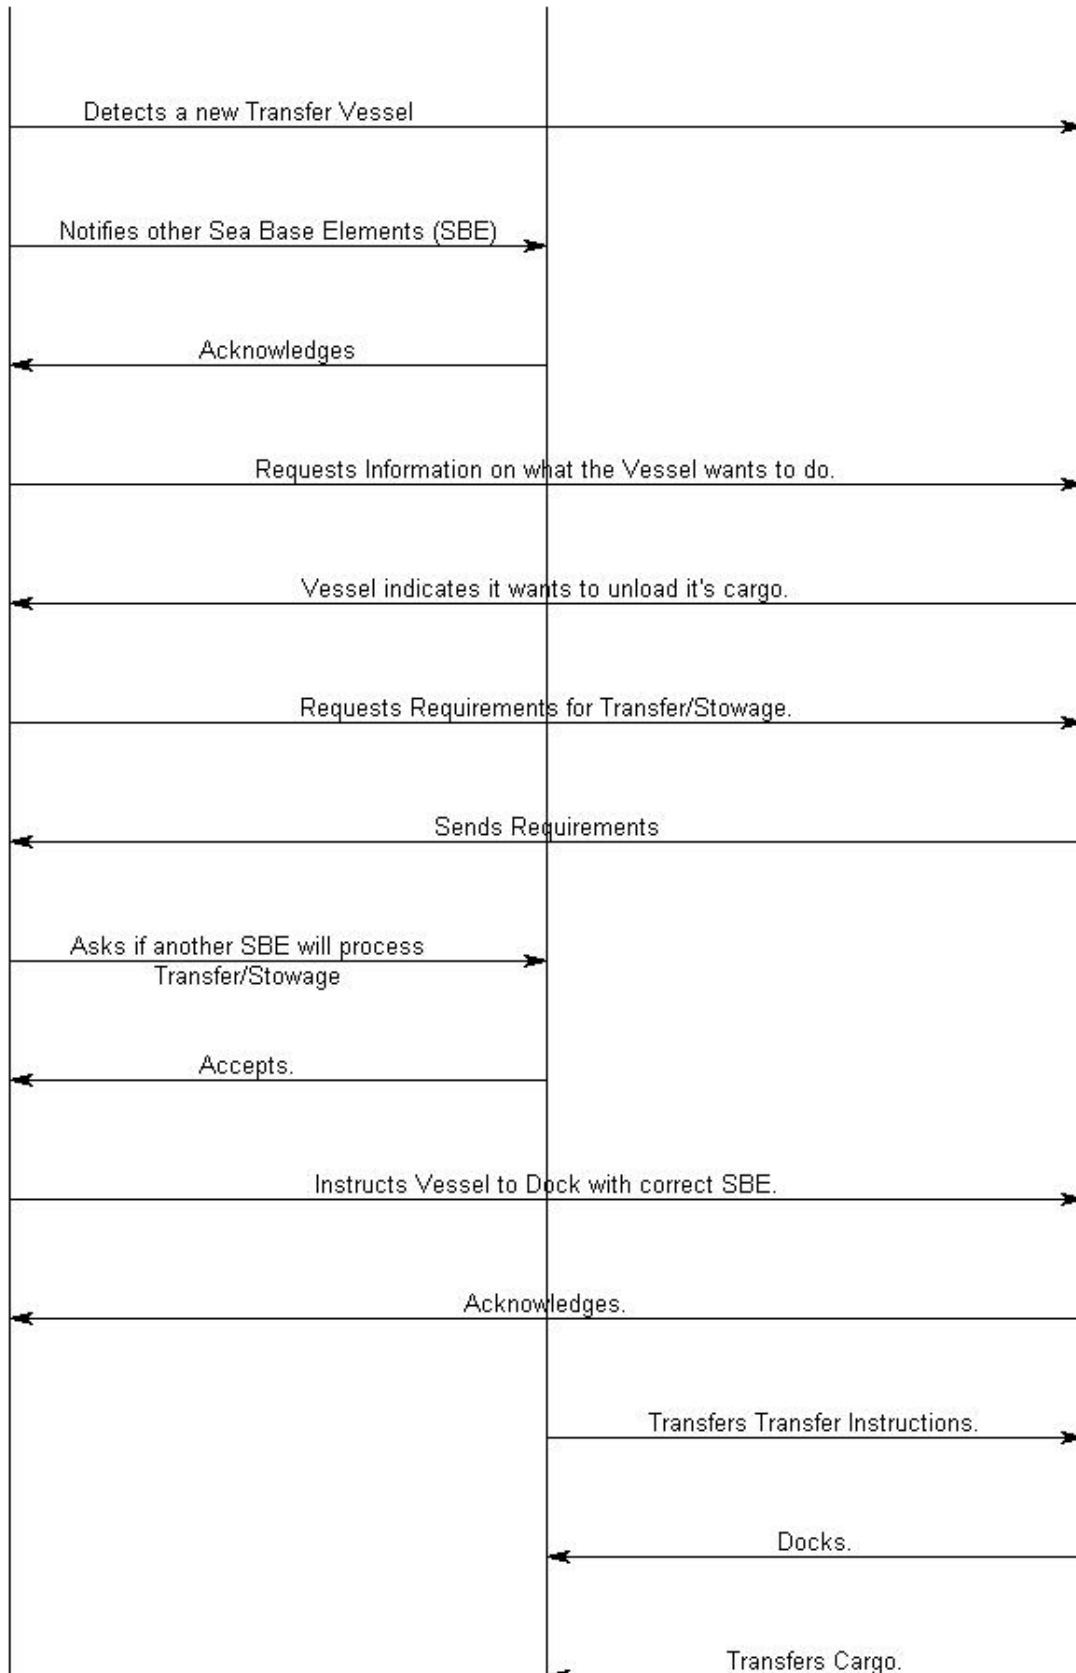 Detects a new Transfer Vessel
Notifies other Sea Base Elements (SBE)
Acknowledges
Requests Information on what the Vessel wants to do.
Vessel indicates it wants to unload it's cargo.
Requests Requirements for Transfer/Stowage.
Sends Requirements
Asks if another SBE will process
Transfer/Stowage
Accepts.
Instructs Vessel to Dock with correct SBE.
Acknowledges.
Transfers Transfer Instructions.
Docks.
Transfers Cargo.